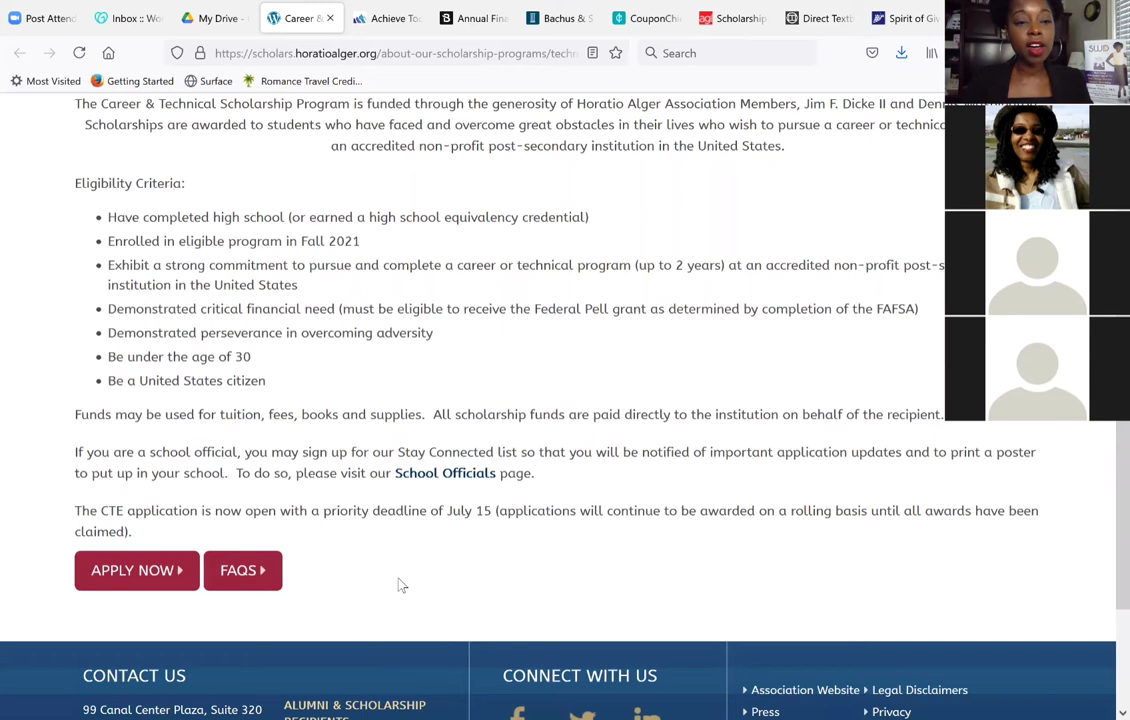 Post Attend
Inbox :: Wo
My Drive -
Career &
Achieve Too
Annual Fina
Bachus & S
CouponChi
Scholarship
Direct Textb
Spirit of Giv
https://scholars.horatioalger.org/about-our-scholarship-programs/techn
Search
Most Visited
Getting Started
Surface
Romance Travel Credi...
SWD
The Career & Technical Scholarship Program is funded through the generosity of Horatio Alger Association Members, Jim F. Dicke II and Den
Scholarships are awarded to students who have faced and overcome great obstacles in their lives who wish to pursue a career or technic
an accredited non-profit post-secondary institution in the United States.
Eligibility Criteria:
• Have completed high school (or earned a high school equivalency credential)
• Enrolled in eligible program in Fall 2021
• Exhibit a strong commitment to pursue and complete a career or technical program (up to 2 years) at an accredited non-profit post-s
institution in the United States
• Demonstrated critical financial need (must be eligible to receive the Federal Pell grant as determined by completion of the FAFSA)
• Demonstrated perseverance in overcoming adversity
• Be under the age of 30
• Be a United States citizen
Funds may be used for tuition, fees, books and supplies. All scholarship funds are paid directly to the institution on behalf of the recipient.
If you are a school official, you may sign up for our Stay Connected list so that you will be notified of important application updates and to print a poster
to put up in your school. To do so, please visit our School Officials page.
The CTE application is now open with a priority deadline of July 15 (applications will continue to be awarded on a rolling basis until all awards have been
claimed).
APPLY NOW
FAQS
CONTACT US
CONNECT WITH US
99 Canal Center Plaza, Suite 320
ALUMNI & SCHOLARSHIP
RECIPIENTS
Association Website
Legal Disclaimers
Press
Privacy